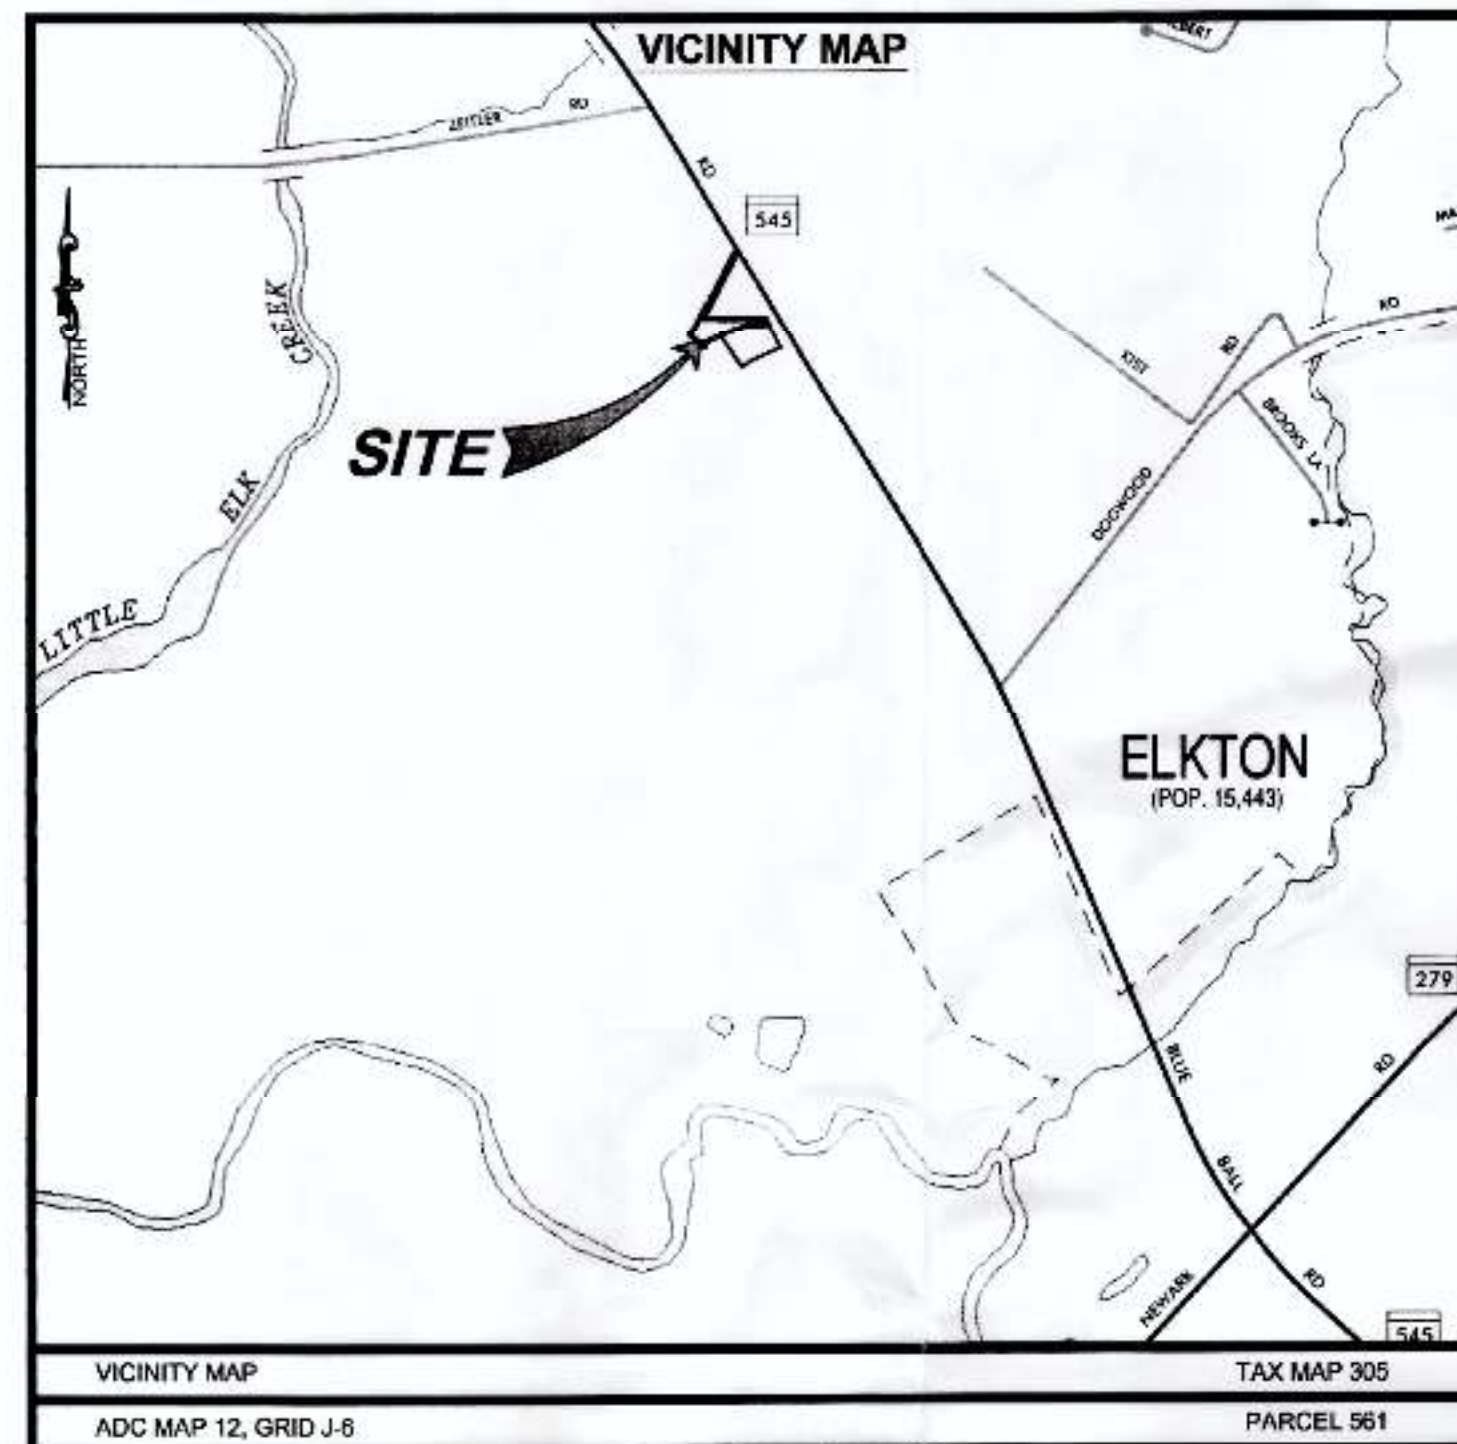 VICINITY MAP
ZEITLER RD
RD
545
NORTH
CREEK
ELK
LITTLE
SITE
KIST
RD
RD
BROOKS
DOGWOOD
ELKTON
(POP. 15,443)
279
BLUE
BALL
RD
NEWARK
RD
545
VICINITY MAP
TAX MAP 305
ADC MAP 12, GRID J-6
PARCEL 561